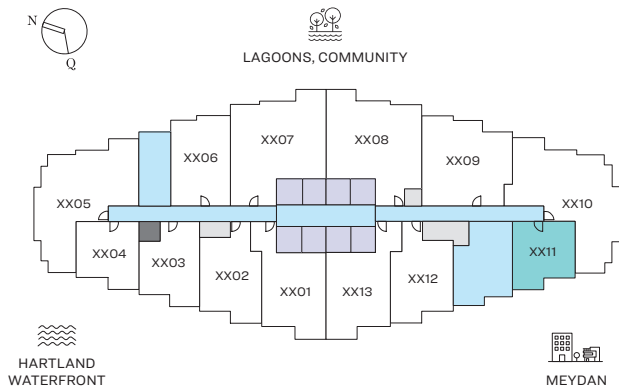 N
Q
LAGOONS, COMMUNITY
XX07
XX08
XX06
XX09
XX05
XX10
XX04
XX03
XX02
XX01
XX13
XX12
XX11
HARTLAND
WATERFRONT
MEYDAN